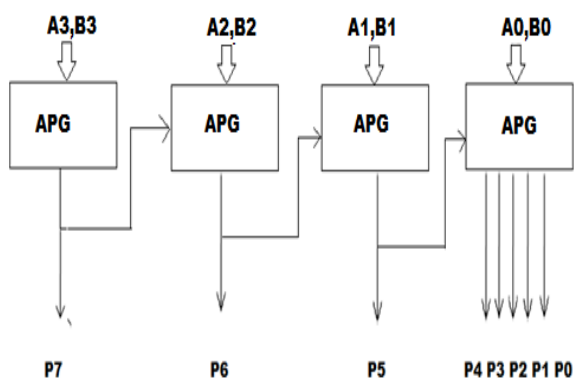 A3,B3 A2,B2 A1,B1 A0,B0
APG APG APG APG
P7 P6 P5 P4 P3 P2 P1 P0